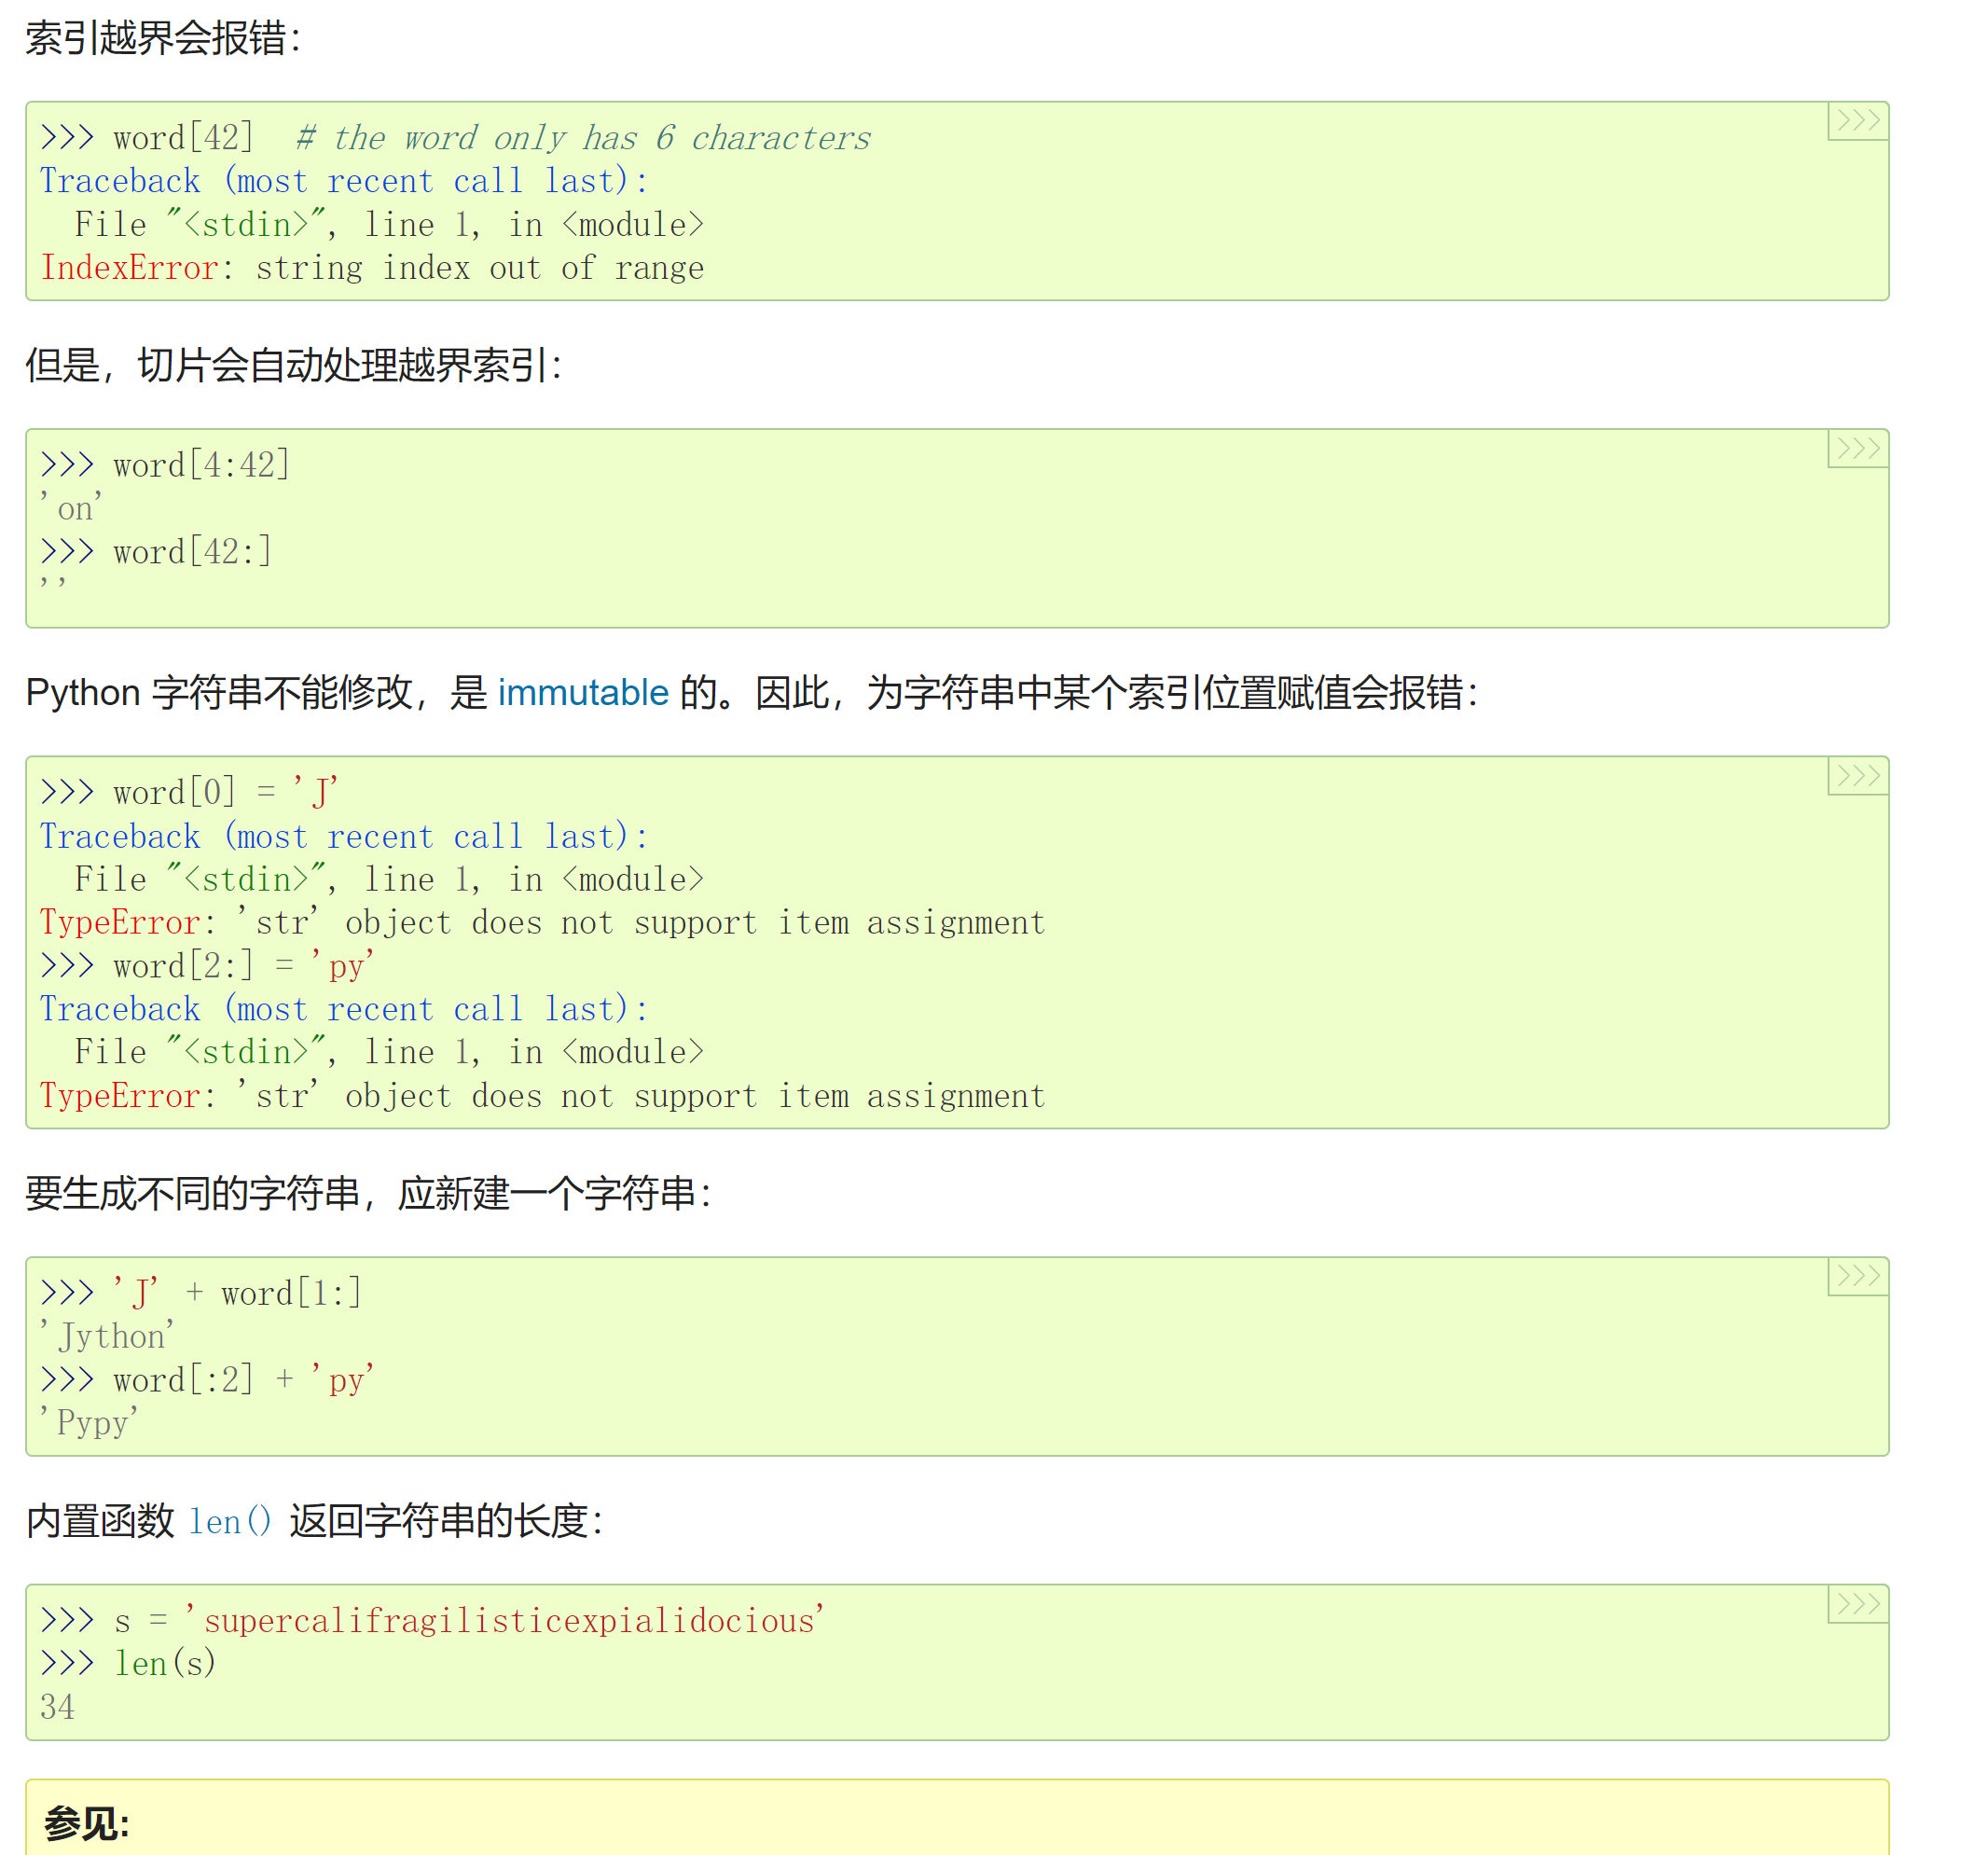 索引越界会报错：
>>> word[42]  # the word only has 6 characters
>>>
Traceback (most recent call last):
  File "<stdin>", line 1, in <module>
IndexError: string index out of range
但是，切片会自动处理越界索引：
>>> word[4:42]
>>>
'on'
>>> word[42:]
''
Python 字符串不能修改，是 immutable 的。因此，为字符串中某个索引位置赋值会报错：
>>> word[0] = 'J'
>>>
Traceback (most recent call last):
  File "<stdin>", line 1, in <module>
TypeError: 'str' object does not support item assignment
>>> word[2:] = 'py'
Traceback (most recent call last):
  File "<stdin>", line 1, in <module>
TypeError: 'str' object does not support item assignment
要生成不同的字符串，应新建一个字符串：
>>> 'J' + word[1:]
>>>
'Jython'
>>> word[:2] + 'py'
'Pypy'
内置函数 len() 返回字符串的长度：
>>> s = 'supercalifragilisticexpialidocious'
>>>
>>> len(s)
34
参见: